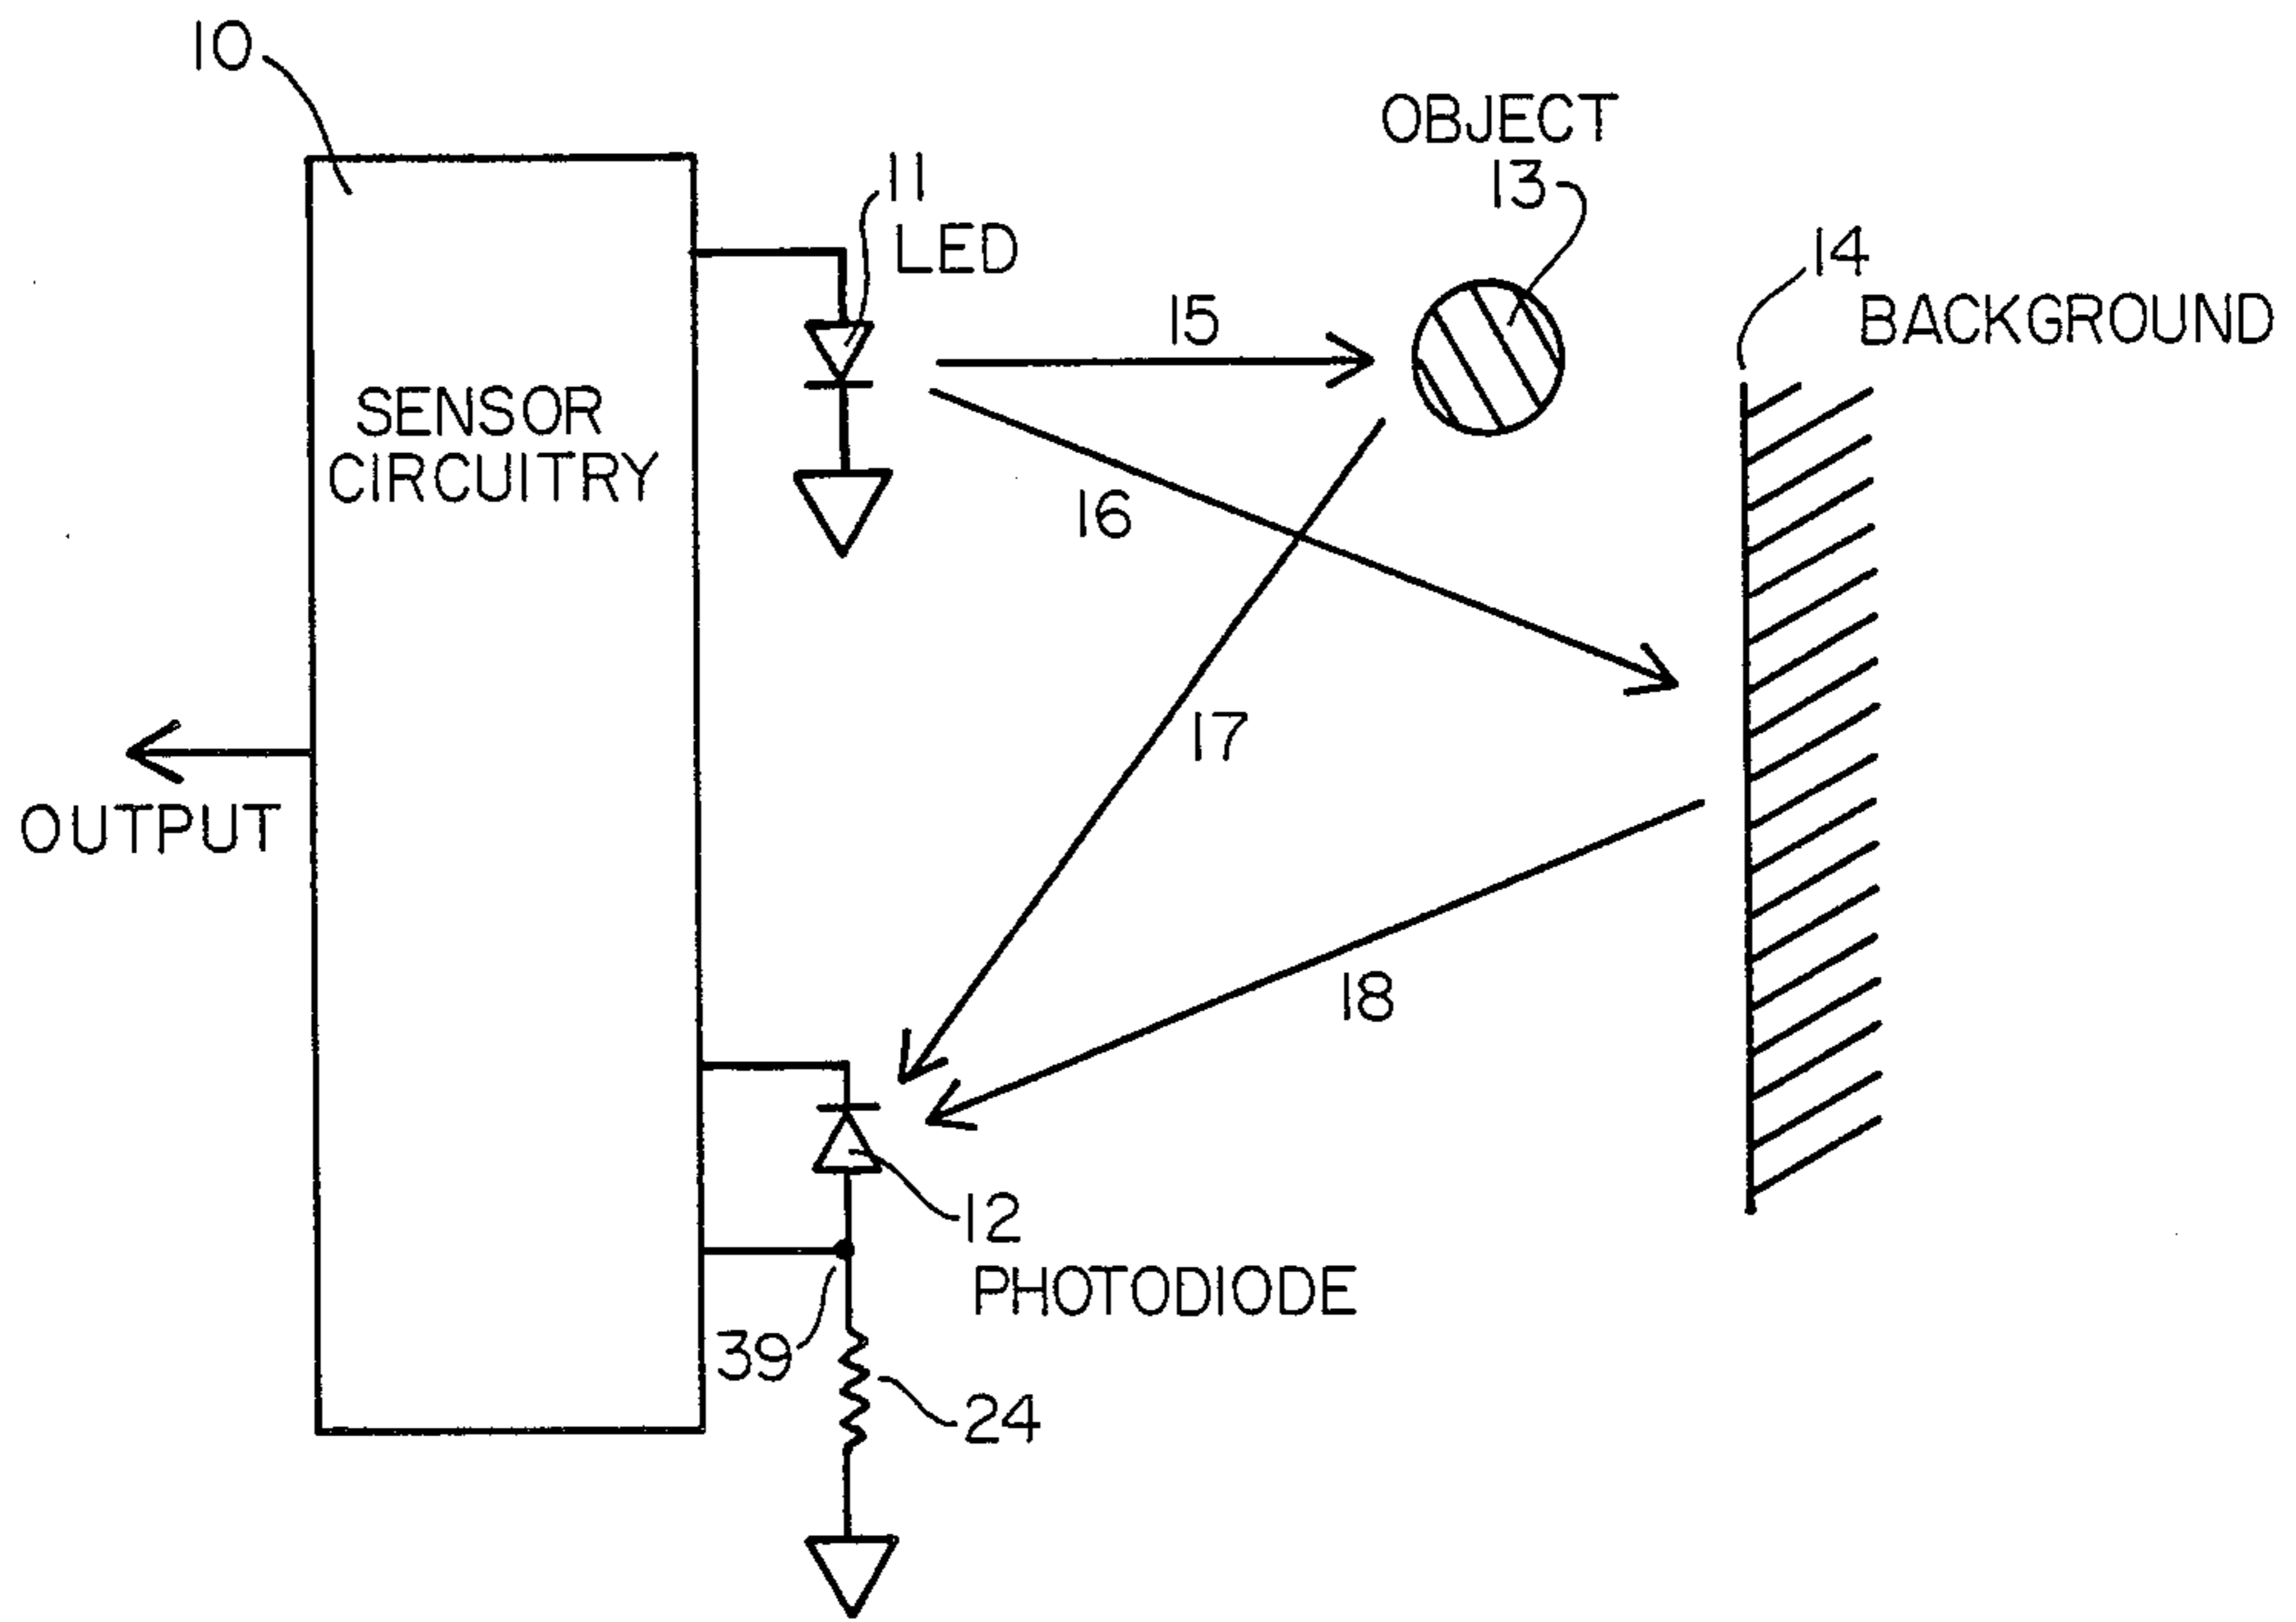 10
OBJECT
13
11
LED
14
BACKGROUND
15
SENSOR
CIRCUITRY
16
17
OUTPUT
18
12
PHOTODIODE
39
24